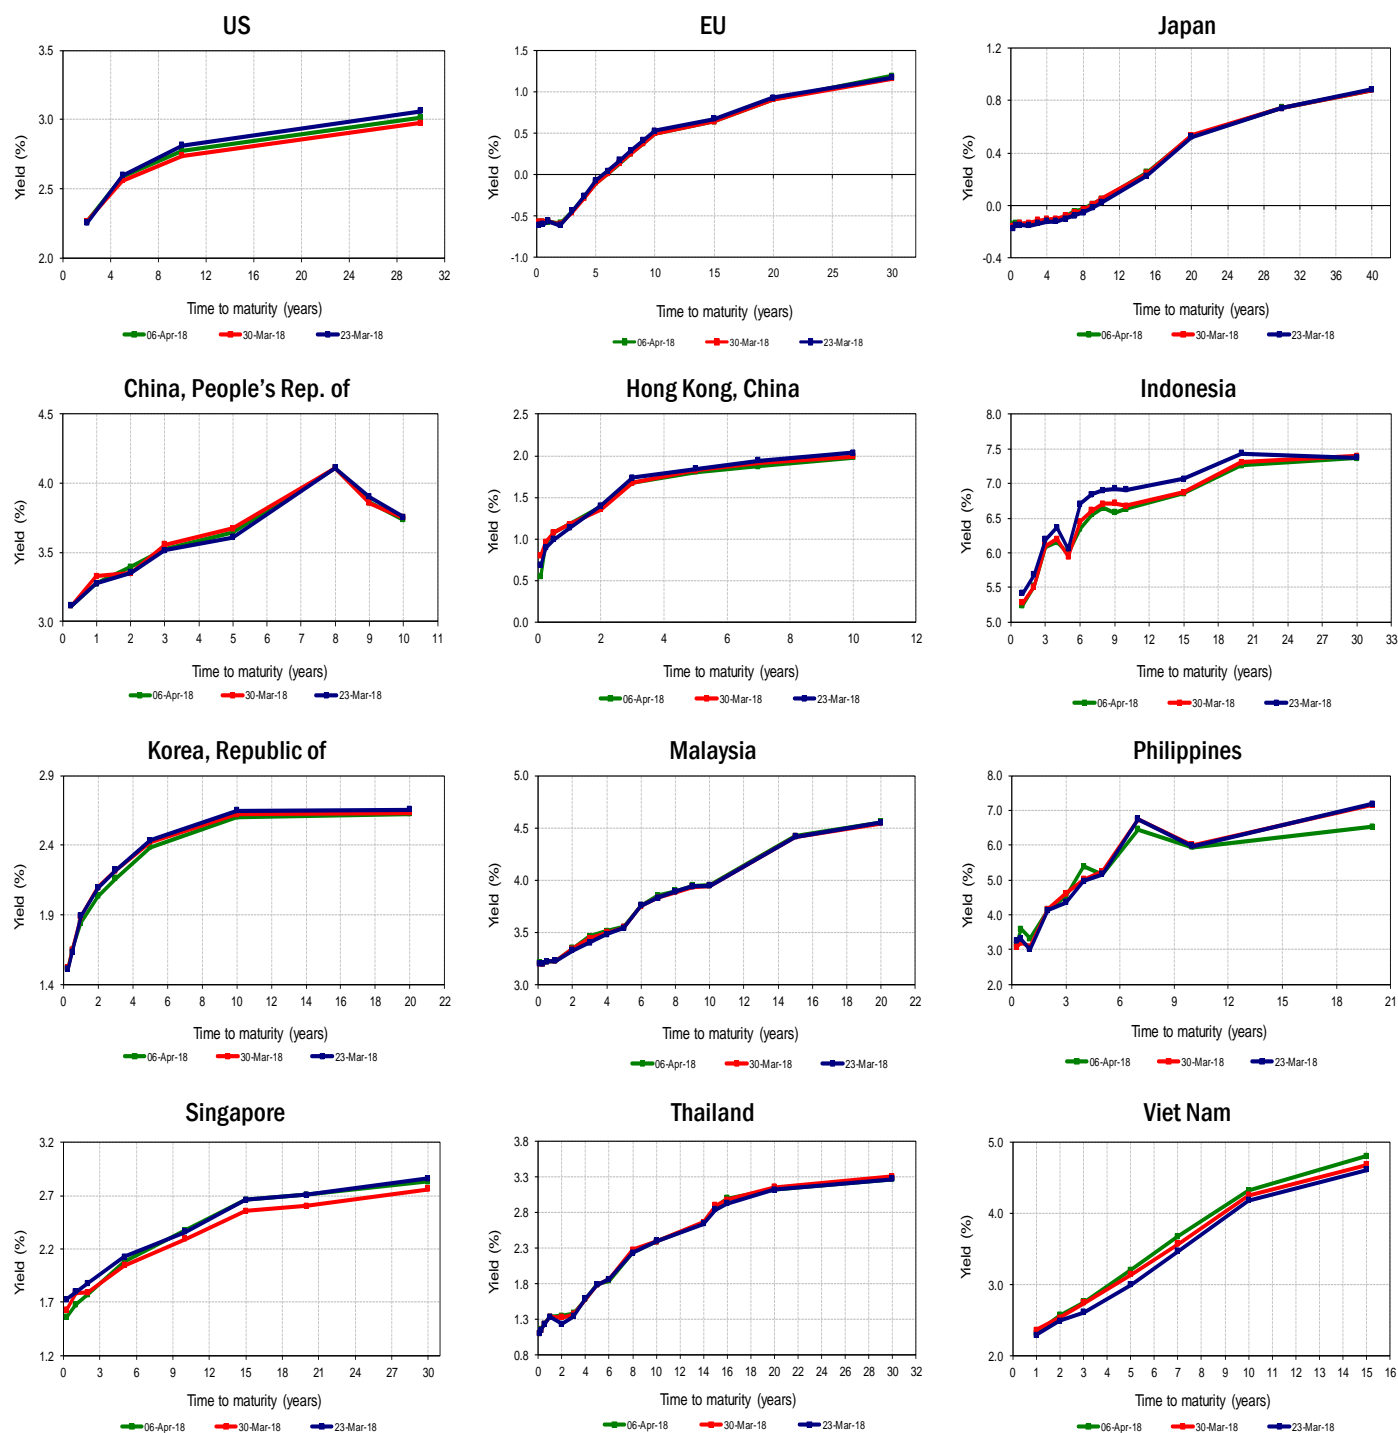 US EU Japan
3.5 3.0 2.5 2.0
Yield (%)
0 4 8 12 16 20 24 28 32
Time to maturity (years)
06-Apr-18 30-Mar-18 23-Mar-18
1.5 1.0 0.5 0.0 -0.5 -1.0
Yield (%)
0 5 10 15 20 25 30
Time to maturity (years)
06-Apr-18 30-Mar-18 23-Mar-18
1.2 0.8 0.4 0.0 -0.4
Yield (%)
0 4 8 12 16 20 24 28 32 36 40
Time to maturity (years)
06-Apr-18 30-Mar-18 23-Mar-18
China, People's Rep. of Hong Kong, China Indonesia
4.5 4.0 3.5 3.0
Yield (%)
0 1 2 3 4 5 6 7 8 9 10 11
Time to maturity (years)
06-Apr-18 30-Mar-18 23-Mar-18
2.5 2.0 1.5 1.0 0.5 0.0
Yield (%)
0 2 4 6 8 10 12
Time to maturity (years)
06-Apr-18 30-Mar-18 23-Mar-18
8.0 7.5 7.0 6.5 6.0 5.5 5.0
Yield (%)
0 3 6 9 12 15 18 21 24 27 30 33
Time to maturity (years)
06-Apr-18 30-Mar-18 23-Mar-18
Korea, Republic of Malaysia Philippines
2.9 2.4 1.9 1.4
Yield (%)
0 2 4 6 8 10 12 14 16 18 20 22
Time to maturity (years)
06-Apr-18 30-Mar-18 23-Mar-18
5.0 4.5 4.0 3.5 3.0
Yield (%)
0 2 4 6 8 10 12 14 16 18 20 22
Time to maturity (years)
06-Apr-18 30-Mar-18 23-Mar-18
8.0 7.0 6.0 5.0 4.0 3.0 2.0
Yield (%)
0 3 6 9 12 15 18 21
Time to maturity (years)
06-Apr-18 30-Mar-18 23-Mar-18
Singapore Thailand Viet Nam
3.2 2.7 2.2 1.7 1.2
Yield (%)
0 3 6 9 12 15 18 21 24 27 30
Time to maturity (years)
06-Apr-18 30-Mar-18 23-Mar-18
3.8 3.3 2.8 2.3 1.8 1.3 0.8
Yield (%)
0 2 4 6 8 10 12 14 16 18 20 22 24 26 28 30 32
Time to maturity (years)
06-Apr-18 30-Mar-18 23-Mar-18
5.0 4.0 3.0 2.0
Yield (%)
0 1 2 3 4 5 6 7 8 9 10 11 12 13 14 15 16
Time to maturity (years)
06-Apr-18 30-Mar-18 23-Mar-18